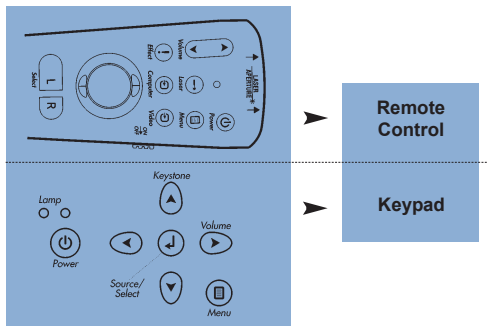 Volume
Effect
Select
L
R
Computer
Laser
LASER
APERTURE
Video
Menu
Power
ON
OFF
Remote
Control
Keystone
Lamp
Volume
Power
Source/
Select
Menu
Keypad